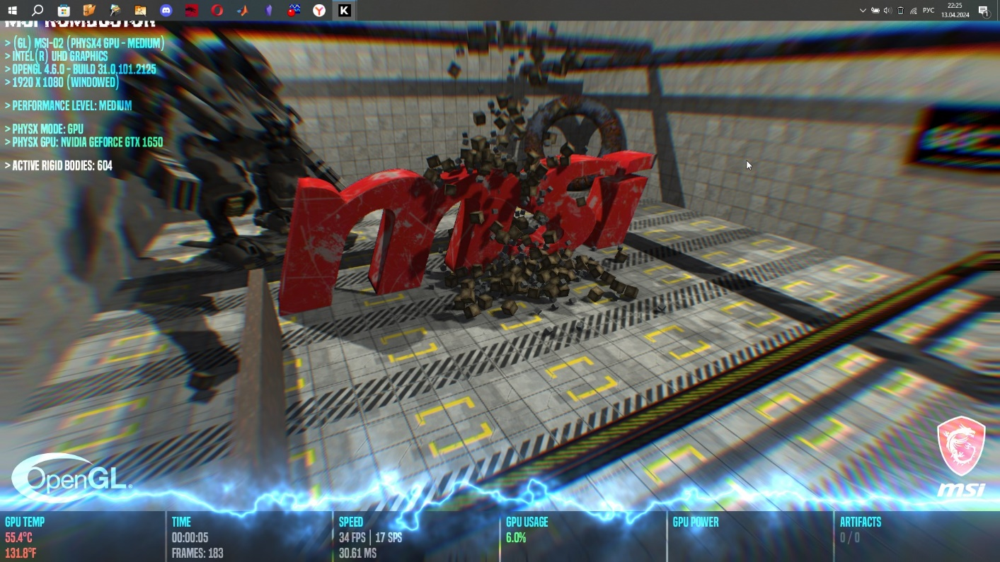 K
РУС
22:25
13.04.2024
1
MSI KOMBUSTOR
> (GL) MSI-02 (PHYSX4 GPU - MEDIUM)
> INTEL(R) UHD GRAPHICS
> OPENGL 4.6.0 - BUILD 31.0.101.2125
> 1920 X 1080 (WINDOWED)
> PERFORMANCE LEVEL: MEDIUM
> PHYSX MODE: GPU
> PHYSX GPU: NVIDIA GEFORCE GTX 1650
> ACTIVE RIGID BODIES: 604
msi
OpenGL.
msi
GPU TEMP
55.4°C
131.8°F
TIME
00:00:05
FRAMES: 183
SPEED
34 FPS | 17 SPS
30.61 MS
GPU USAGE
6.0%
GPU POWER
ARTIFACTS
0 / 0